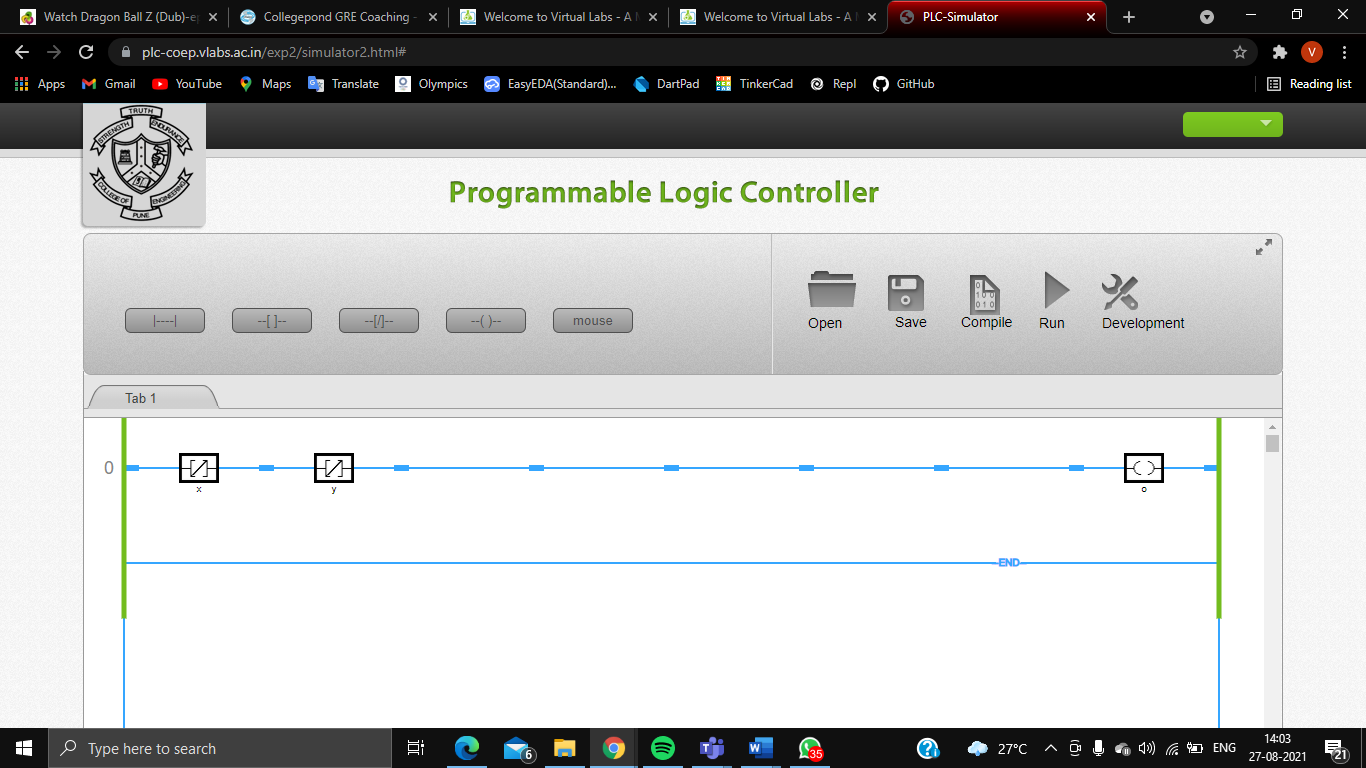 Watch Dragon Ball Z (Dub)-ep
Collegepond GRE Coaching -
Welcome to Virtual Labs - A M
Welcome to Virtual Labs - A M
PLC-Simulator
plc-coep.vlabs.ac.in/exp2/simulator2.html#
V
Apps
Gmail
YouTube
Maps
Translate
Olympics
EasyEDA(Standard)...
DartPad
TinkerCad
Repl
GitHub
Reading list
TRUTH
STRENGTH
ENDURANCE
COLLEGE OF
ENGINEERING
PUNE
Programmable Logic Controller
|----|
--[ ]--
--[/]--
--( )--
mouse
Open
Save
Compile
Run
Development
Tab 1
0
x
y
o
END
Type here to search
6
35
27°C
ENG
14:03
27-08-2021
21